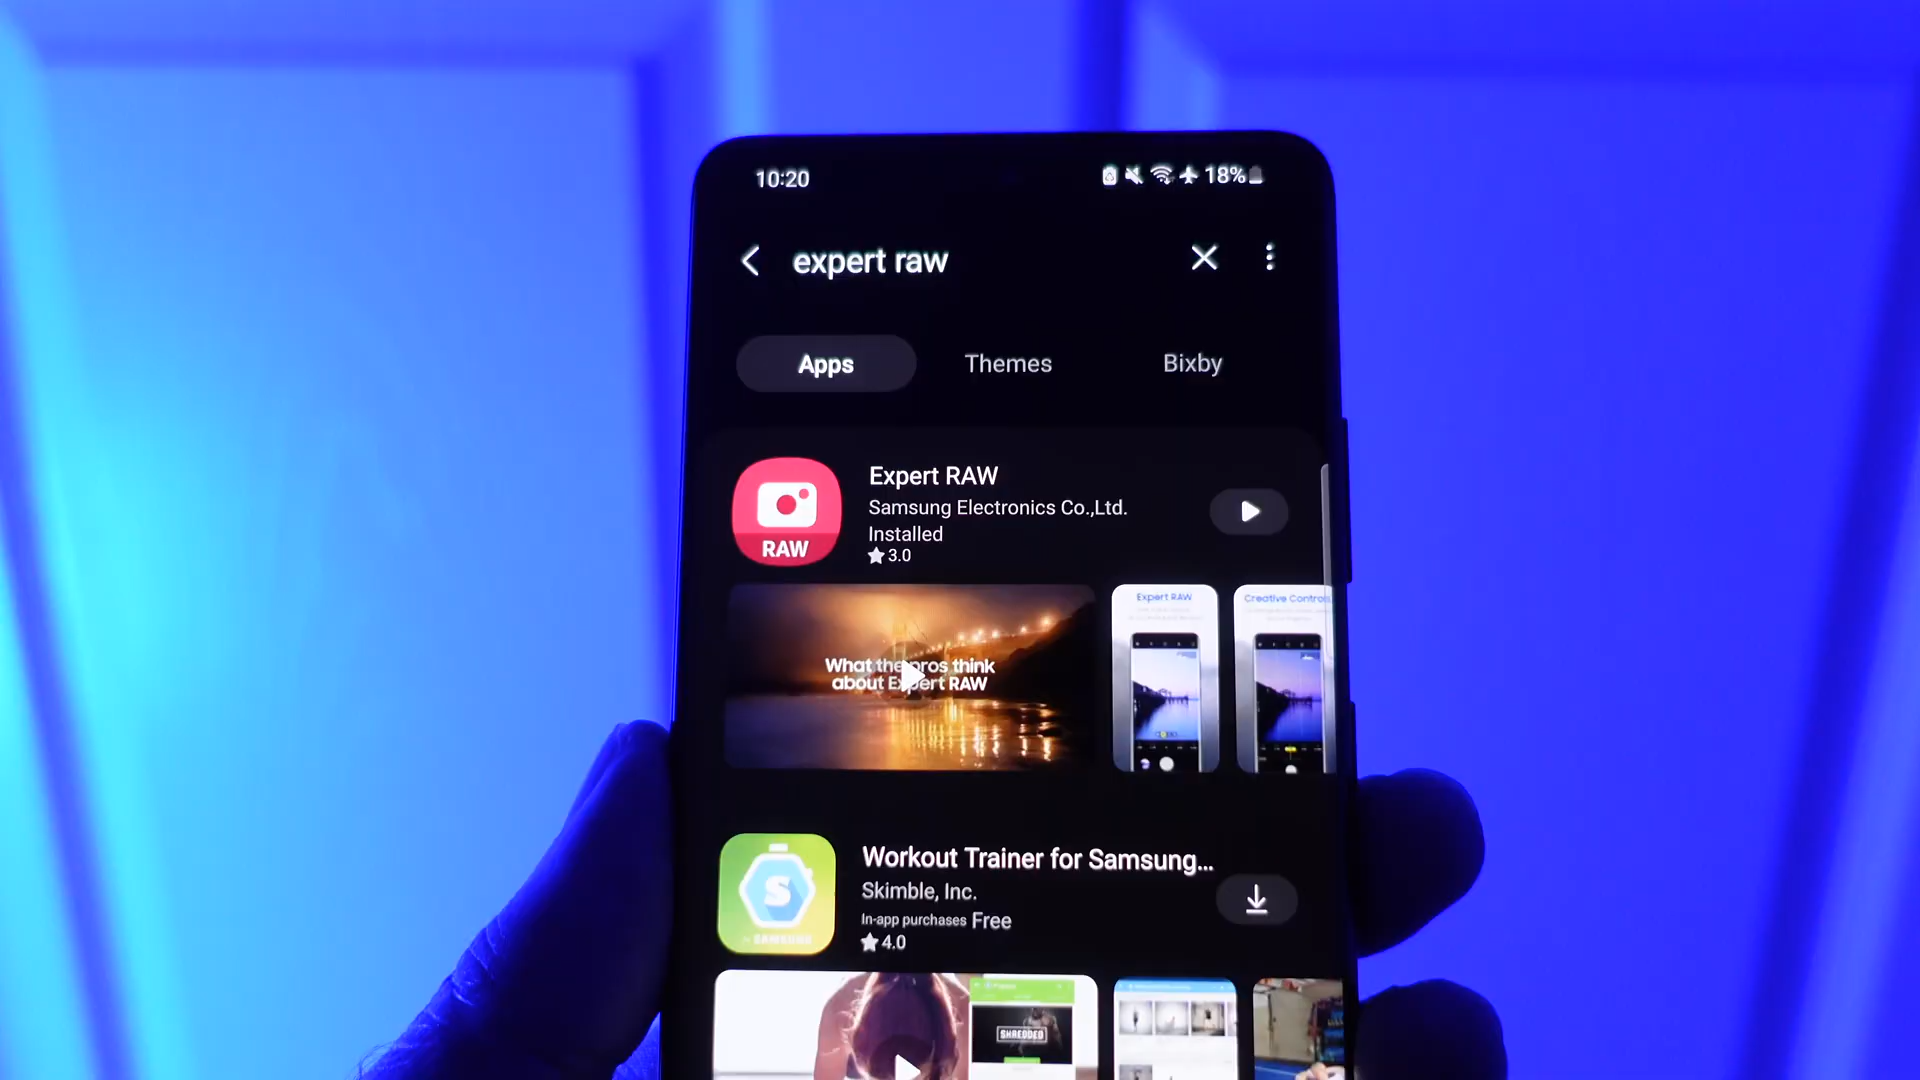 10:20
18%
expert raw
Apps
Themes
Bixby
RAW
Expert RAW
Samsung Electronics Co.,Ltd.
Installed
3.0
What the pros think
about Expert RAW
Expert RAW
Creative Control
S
SAMSUNG
Workout Trainer for Samsung...
Skimble, Inc.
In-app purchases Free
4.0
SHREDDED